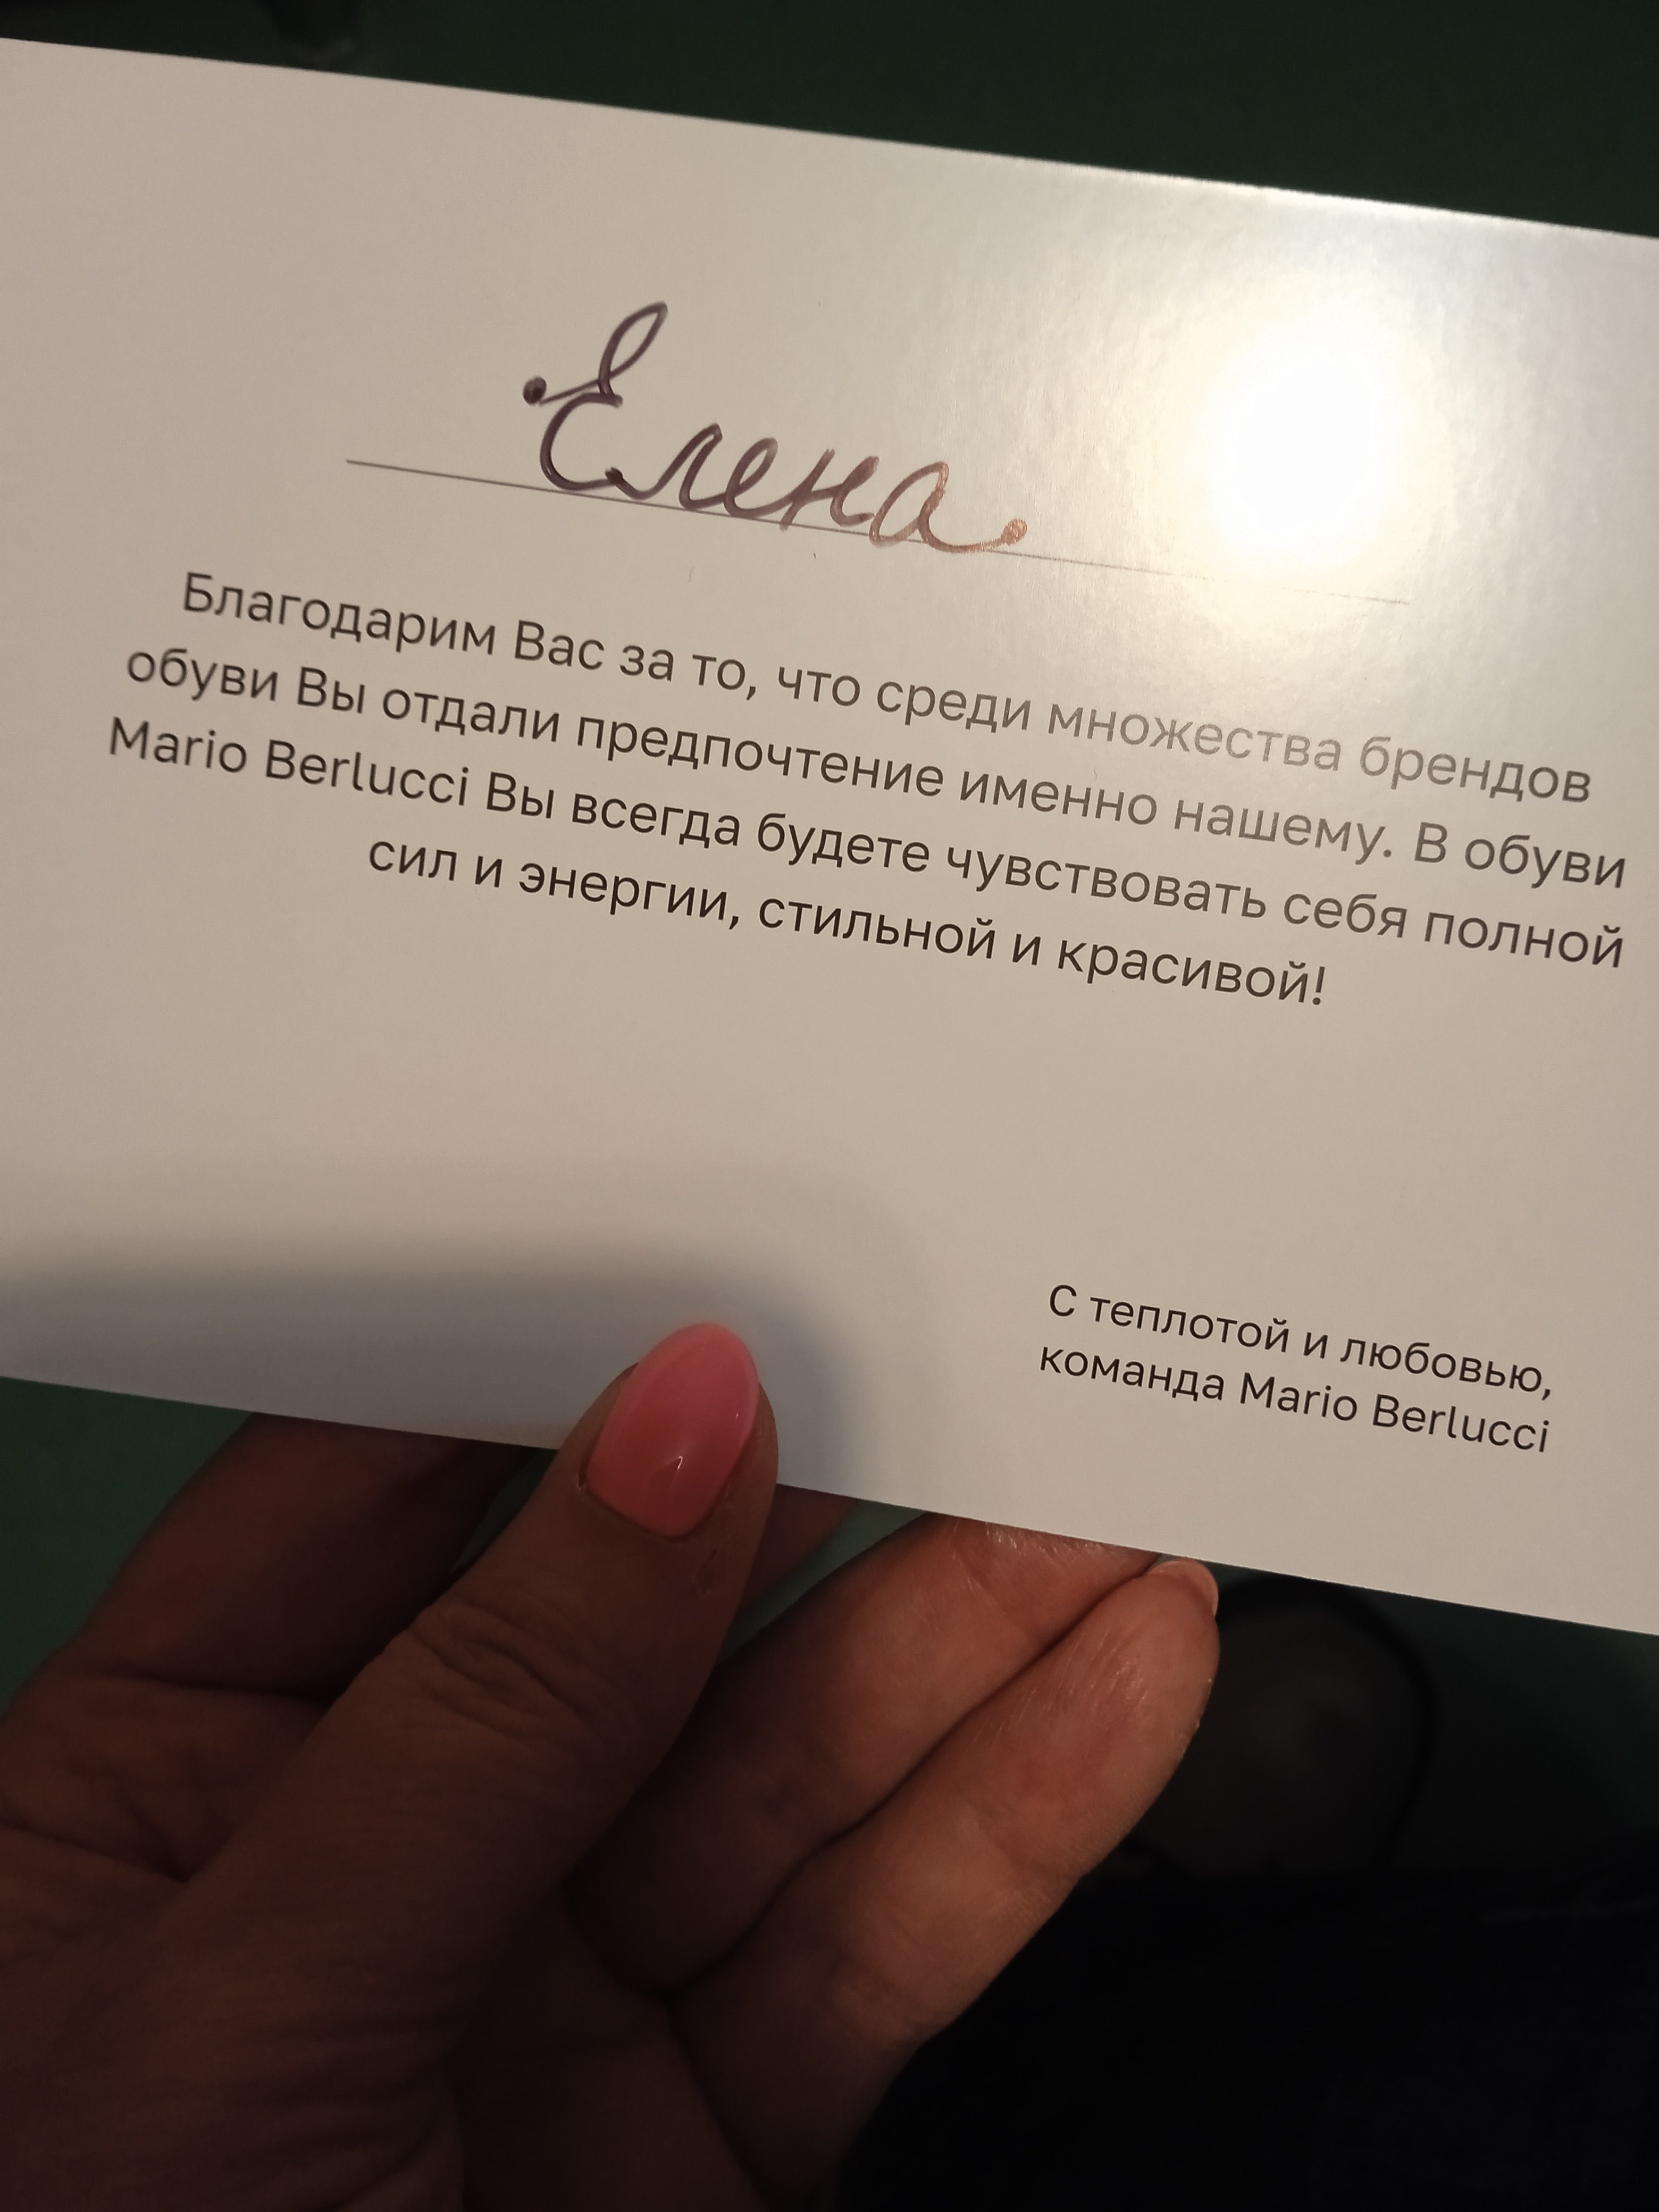 Елена
Благодарим Вас за то, что среди множества брендов
обуви Вы отдали предпочтение именно нашему. В обуви
Mario Berlucci Вы всегда будете чувствовать себя полной
сил и энергии, стильной и красивой!
С теплотой и любовью,
команда Mario Berlucci